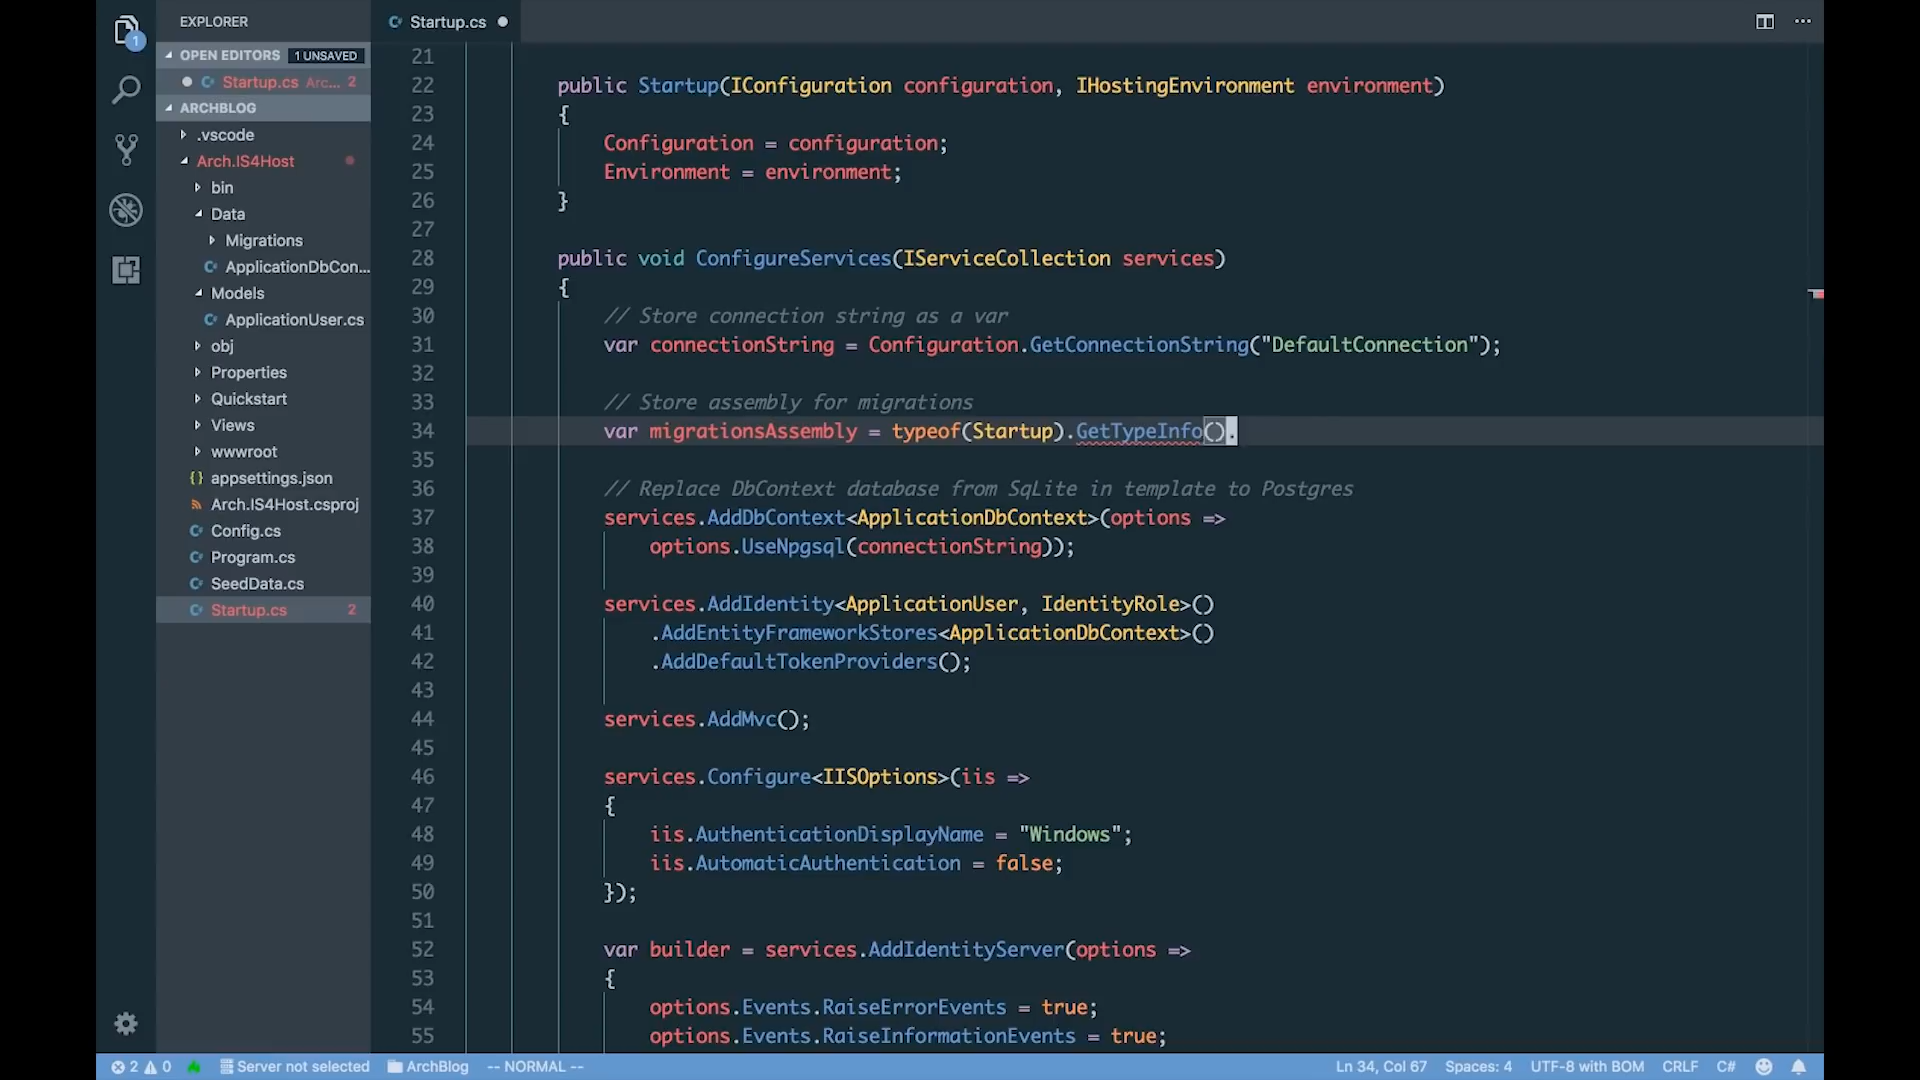 EXPLORER
OPEN EDITORS 1 UNSAVED
Startup.cs Arc... 2
ARCHBLOG
.vscode
Arch.IS4Host
bin
Data
Migrations
ApplicationDbCon...
Models
ApplicationUser.cs
obj
Properties
Quickstart
Views
wwwroot
appsettings.json
Arch.IS4Host.csproj
Config.cs
Program.cs
SeedData.cs
Startup.cs 2
1
Startup.cs
21
22 public Startup(IConfiguration configuration, IHostingEnvironment environment)
23 {
24 Configuration = configuration;
25 Environment = environment;
26 }
27
28 public void ConfigureServices(IServiceCollection services)
29 {
30 // Store connection string as a var
31 var connectionString = Configuration.GetConnectionString("DefaultConnection");
32
33 // Store assembly for migrations
34 var migrationsAssembly = typeof(Startup).GetTypeInfo().
35
36 // Replace DbContext database from SqLite in template to Postgres
37 services.AddDbContext<ApplicationDbContext>(options =>
38 options.UseNpgsql(connectionString));
39
40 services.AddIdentity<ApplicationUser, IdentityRole>()
41 .AddEntityFrameworkStores<ApplicationDbContext>()
42 .AddDefaultTokenProviders();
43
44 services.AddMvc();
45
46 services.Configure<IISOptions>(iis =>
47 {
48 iis.AuthenticationDisplayName = "Windows";
49 iis.AutomaticAuthentication = false;
50 });
51
52 var builder = services.AddIdentityServer(options =>
53 {
54 options.Events.RaiseErrorEvents = true;
55 options.Events.RaiseInformationEvents = true;
2 0 Server not selected ArchBlog -- NORMAL -- Ln 34, Col 67 Spaces: 4 UTF-8 with BOM CRLF C#